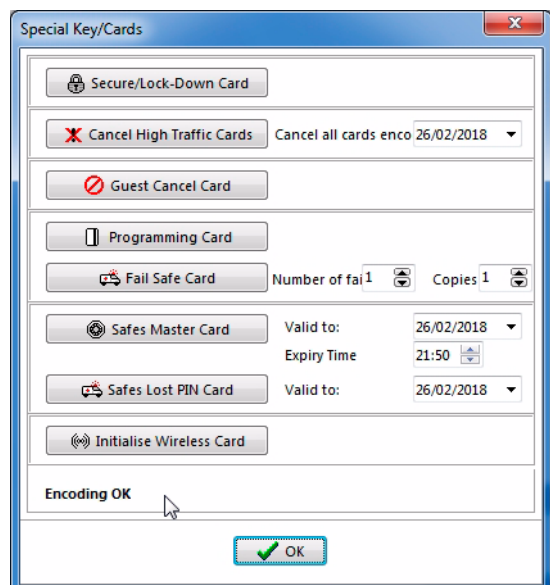 Special Key/Cards
Secure/Lock-Down Card
Cancel High Traffic Cards Cancel all cards enco 26/02/2018
Guest Cancel Card
Programming Card
Fail Safe Card Number of fai 1 Copies 1
Safes Master Card Valid to: 26/02/2018
Expiry Time 21:50
Safes Lost PIN Card Valid to: 26/02/2018
Initialise Wireless Card
Encoding OK
OK